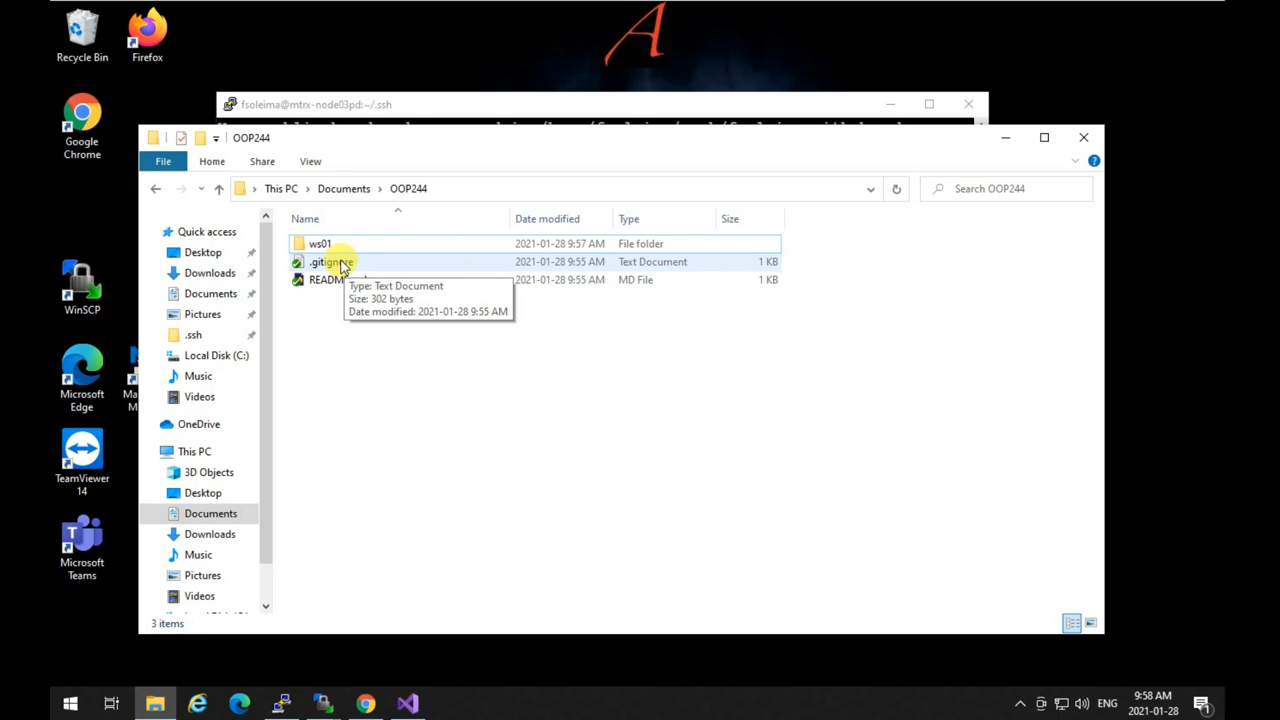 Recycle Bin
Firefox
A
Google
Chrome
WinSCP
Microsoft
Edge
TeamViewer
14
Microsoft
Teams
fsoleima@mtrx-node03pd:~/.ssh
OOP244
File
Home
Share
View
This PC > Documents > OOP244
Search OOP244
Name
Date modified
Type
Size
ws01
2021-01-28 9:57 AM
File folder
.gitignore
2021-01-28 9:55 AM
Text Document
1 KB
2021-01-28 9:55 AM
MD File
1 KB
Type: Text Document
Size: 302 bytes
Date modified: 2021-01-28 9:55 AM
Quick access
Desktop
Downloads
Documents
Pictures
.ssh
Local Disk (C:)
Music
Videos
OneDrive
This PC
3D Objects
Desktop
Documents
Downloads
Music
Pictures
Videos
3 items
ENG
9:58 AM
2021-01-28
1